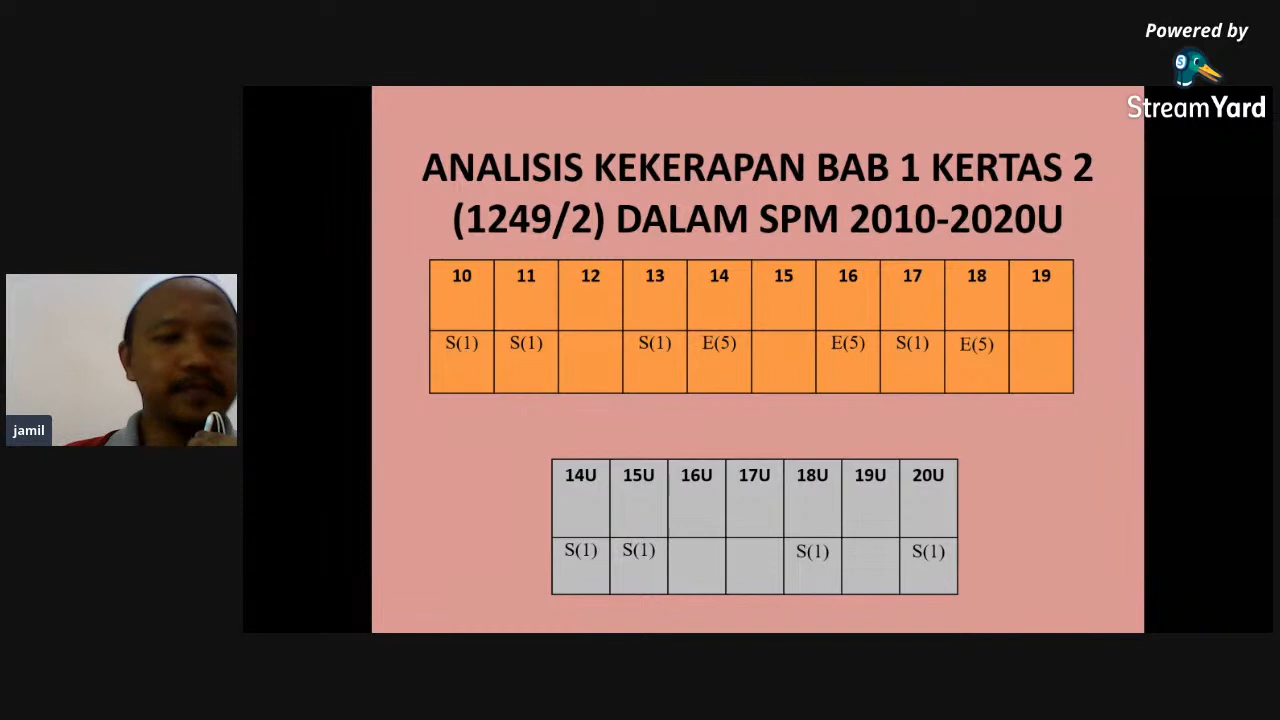 Powered by
StreamYard
ANALISIS KEKERAPAN BAB 1 KERTAS 2
(1249/2) DALAM SPM 2010-2020U
10 11 12 13 14 15 16 17 18 19
S(1) S(1) S(1) E(5) E(5) S(1) E(5)
jamil
14U 15U 16U 17U 18U 19U 20U
S(1) S(1) S(1) S(1)